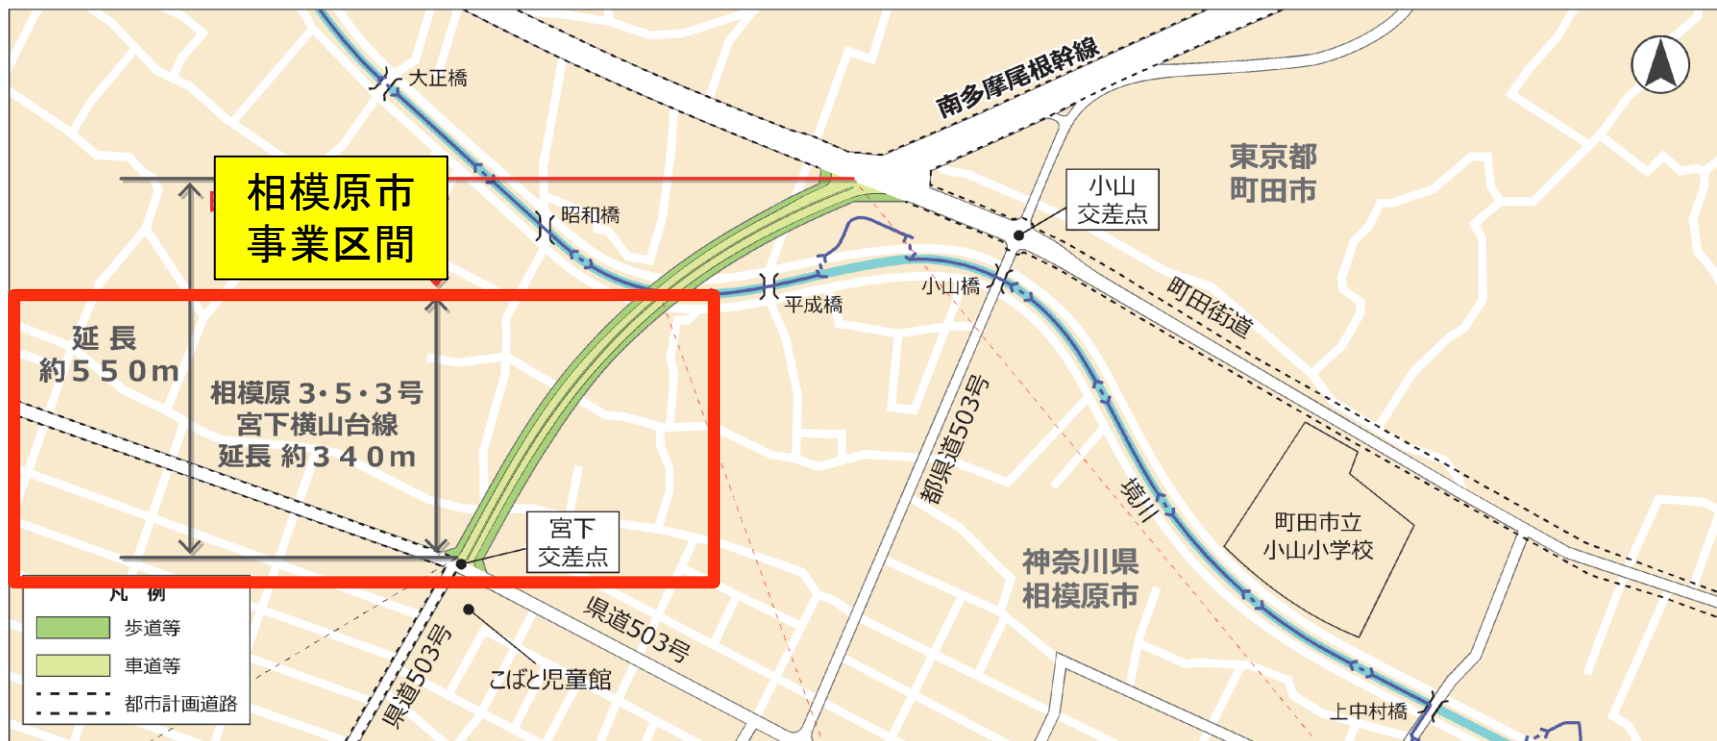 大正橋
南多摩尾根幹線
東京都
町田市
相模原市
事業区間
小山
交差点
昭和橋
小山橋
平成橋
町田街道
延長
約550m
相模原3・5・3号
宮下横山台線
延長 約340m
都県道503号
境川
宮下
交差点
町田市立
小山小学校
神奈川県
相模原市
凡 例
歩道等
車道等
都市計画道路
県道503号
県道503号
こばと児童館
上中村橋